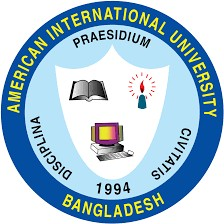 AMERICAN INTERNATIONAL UNIVERSITY
BANGLADESH
PRAESIDIUM
DISCIPLINA
CIVITATIS
1994